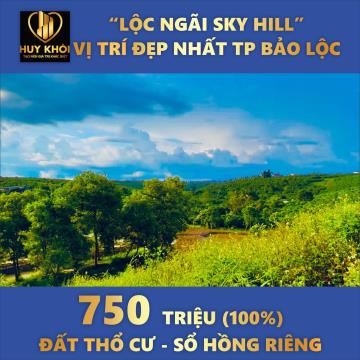 HUY KHÔI
"LỘC NGÃI SKY HILL"
VỊ TRÍ ĐẸP NHẤT TP BẢO LỘC
750 TRIỆU (100%)
ĐẤT THỔ CƯ - SỔ HỒNG RIÊNG